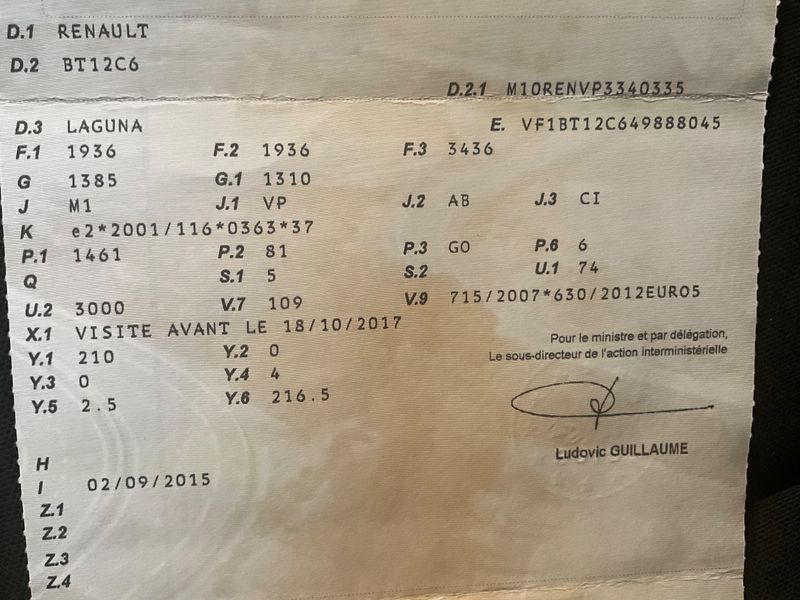 D.1 RENAULT
D.2 BT12C6
D.2.1 M10RENVP3340335
D.3 LAGUNA
E. VF1BT12C649888045
F.1 1936 F.2 1936 F.3 3436
G 1385 G.1 1310
J M1 J.1 VP J.2 AB J.3 CI
K e2*2001/116*0363*37
P.1 1461 P.2 81 P.3 GO P.6 6
Q S.1 5 S.2 U.1 74
U.2 3000 V.7 109 V.9 715/2007*630/2012EURO5
X.1 VISITE AVANT LE 18/10/2017
Y.1 210 Y.2 0
Y.3 0 Y.4 4
Y.5 2.5 Y.6 216.5
Pour le ministre et par délégation,
Le sous-directeur de l'action interministérielle
Ludovic GUILLAUME
H
I 02/09/2015
Z.1
Z.2
Z.3
Z.4